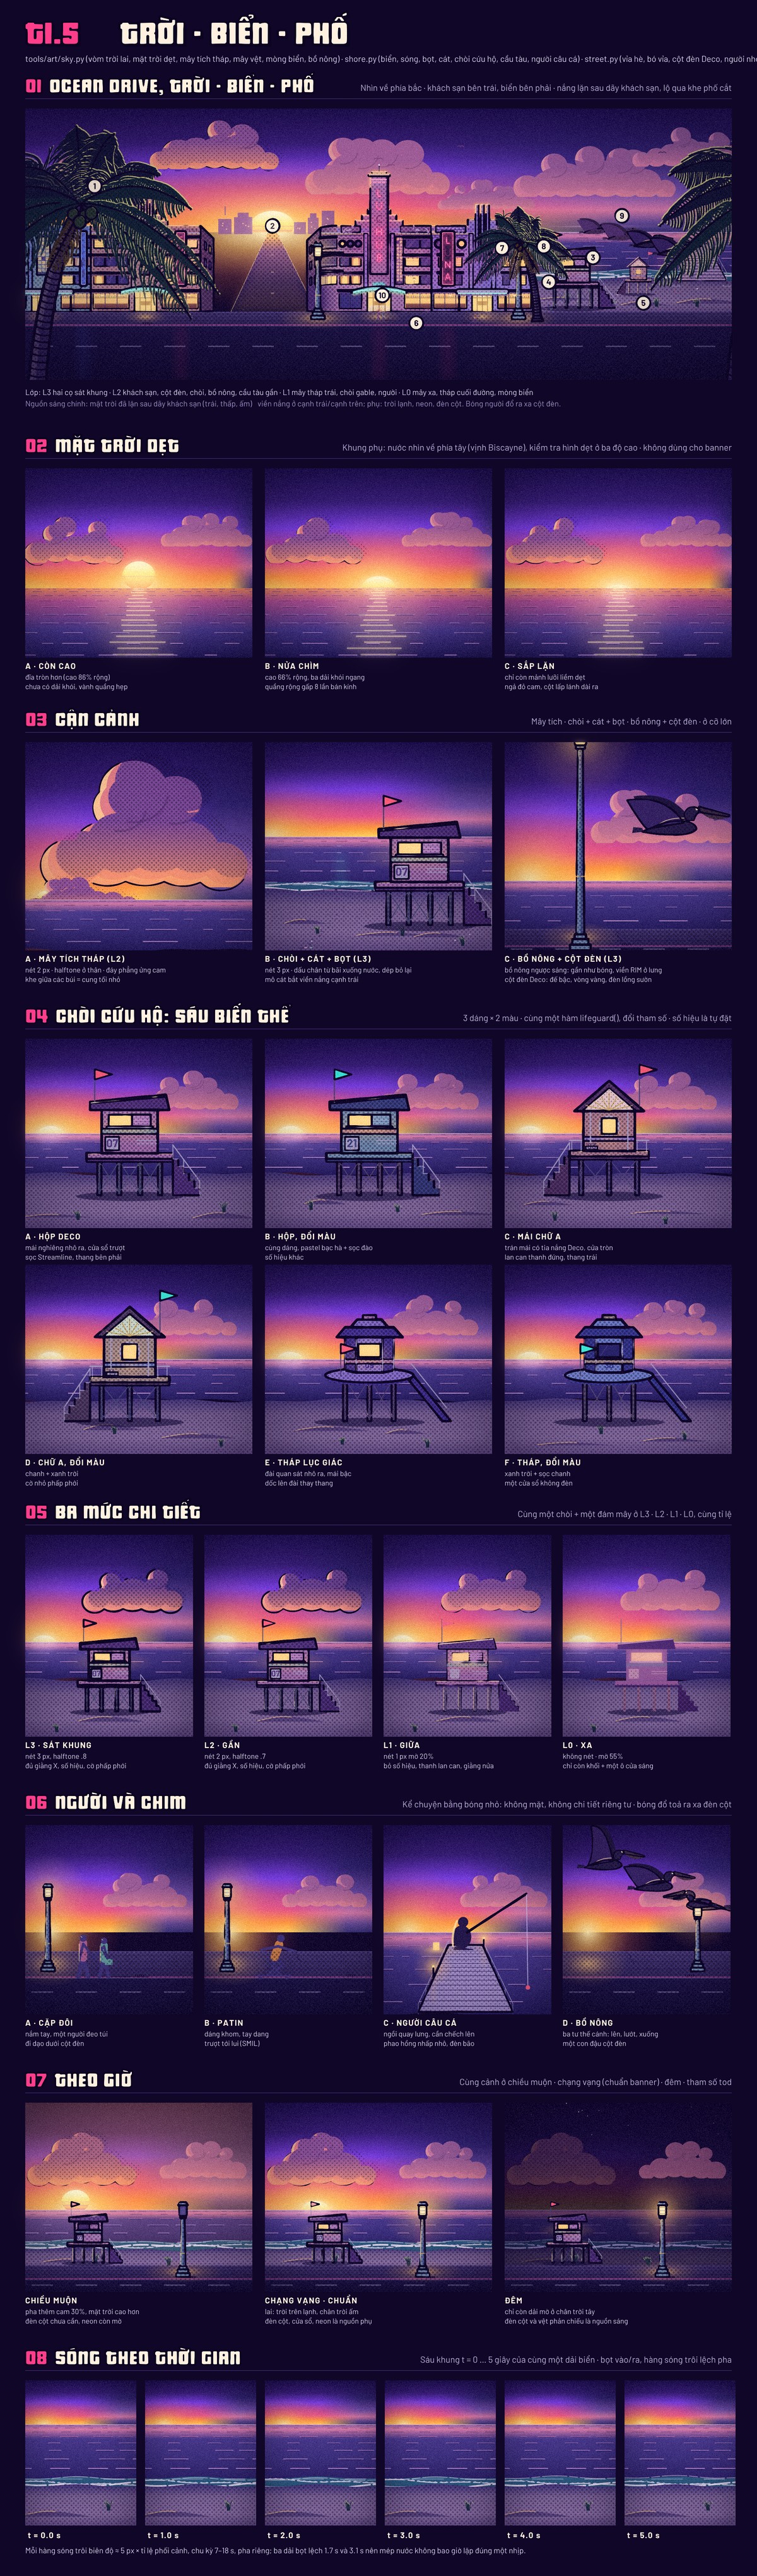 t1.5 TRỜI · BIỂN · PHỐ
tools/art/sky.py (vòm trời lai, mặt trời dẹt, mây tích tháp, mây vệt, mòng biển, bồ nông) · shore.py (biển, sóng, bọt, cát, chòi cứu hộ, cầu tàu, người câu cá) · street.py (vỉa hè, bó vỉa, cột đèn Deco, người
01 OCEAN DRIVE, TRỜI · BIỂN · PHỐ
Nhìn về phía bắc · khách sạn bên trái, biển bên phải · nắng lặn sau dãy khách sạn, lộ qua khe phố cắt
1
2
9
7
8
3
4
5
10
6
Lớp: L3 hai cọ sát khung · L2 khách sạn, cột đèn, chòi, bồ nông, cầu tàu gần · L1 mây tháp trái, chòi gable, người · L0 mây xa, tháp cuối đường, mòng biển
Nguồn sáng chính: mặt trời đã lặn sau dãy khách sạn (trái, thấp, ấm) viền nắng ở cạnh trái/cạnh trên; phụ: trời lạnh, neon, đèn cột. Bóng người đổ ra xa cột đèn.
02 MẶT TRỜI DẸT
Khung phụ: nước nhìn về phía tây (vịnh Biscayne), kiểm tra hình dẹt ở ba độ cao · không dùng cho banner
A · CÒN CAO
đĩa tròn hơn (cao 86% rộng)
chưa có dải khói, vành quầng hẹp
B · NỬA CHÌM
cao 66% rộng, ba dải khói ngang
quầng rộng gấp 8 lần bán kính
C · SẮP LẶN
chỉ còn mảnh lưỡi liềm dẹt
ngả đỏ cam, cột lấp lánh dài ra
03 CẬN CẢNH
Mây tích · chòi + cát + bọt · bồ nông + cột đèn · ở cỡ lớn
07
A · MÂY TÍCH THÁP (L2)
nét 2 px · halftone ở thân · đáy phẳng ửng cam
khe giữa các búi = cung tối nhỏ
B · CHÒI + CÁT + BỌT (L3)
nét 3 px · dấu chân từ bãi xuống nước, dép bỏ lại
mô cát bắt viền nắng cạnh trái
C · BỒ NÔNG + CỘT ĐÈN (L3)
bồ nông ngược sáng: gần như bóng, viền RIM ở lưng
cột đèn Deco: đế bậc, vòng vàng, đèn lồng sườn
04 CHÒI CỨU HỘ: SÁU BIẾN THỂ
3 dáng × 2 màu · cùng một hàm lifeguard(), đổi tham số · số hiệu là tự đặt
07
21
A · HỘP DECO
mái nghiêng nhô ra, cửa sổ trượt
sọc Streamline, thang bên phải
B · HỘP, ĐỔI MÀU
cùng dáng, pastel bạc hà + sọc đào
số hiệu khác
C · MÁI CHỮ A
trán mái có tia nắng Deco, cửa tròn
lan can thanh đứng, thang trái
D · CHỮ A, ĐỔI MÀU
chanh + xanh trời
cờ nhỏ phấp phới
E · THÁP LỤC GIÁC
đài quan sát nhô ra, mái bậc
dốc lên đài thay thang
F · THÁP, ĐỔI MÀU
xanh trời + sọc chanh
một cửa sổ không đèn
05 BA MỨC CHI TIẾT
Cùng một chòi + một đám mây ở L3 · L2 · L1 · L0, cùng tỉ lệ
L3 · SÁT KHUNG
nét 3 px, halftone .8
đủ giằng X, số hiệu, cờ phấp phới
L2 · GẦN
nét 2 px, halftone .7
đủ giằng X, số hiệu, cờ phấp phới
L1 · GIỮA
nét 1 px mờ 20%
bỏ số hiệu, thanh lan can, giằng nửa
L0 · XA
không nét · mờ 55%
chỉ còn khối + một ô cửa sáng
06 NGƯỜI VÀ CHIM
Kể chuyện bằng bóng nhỏ: không mặt, không chi tiết riêng tư · bóng đổ toả ra xa đèn cột
A · CẶP ĐÔI
nắm tay, một người đeo túi
đi dạo dưới cột đèn
B · PATIN
dáng khom, tay dang
trượt tới lui (SMIL)
C · NGƯỜI CÂU CÁ
ngồi quay lưng, cần chếch lên
phao hồng nhấp nhô, đèn bão
D · BỒ NÔNG
ba tư thế cánh: lên, lướt, xuống
một con đậu cột đèn
07 THEO GIỜ
Cùng cảnh ở chiều muộn · chạng vạng (chuẩn banner) · đêm · tham số tod
CHIỀU MUỘN
pha thêm cam 30%, mặt trời cao hơn
đèn cột chưa cần, neon còn mờ
CHẠNG VẠNG · CHUẨN
lai: trời trên lạnh, chân trời ấm
đèn cột, cửa sổ, neon là nguồn phụ
ĐÊM
chỉ còn dải mờ ở chân trời tây
đèn cột và vệt phản chiếu là nguồn sáng
08 SÓNG THEO THỜI GIAN
Sáu khung t = 0 … 5 giây của cùng một dải biển · bọt vào/ra, hàng sóng trôi lệch pha
t = 0.0 s
t = 1.0 s
t = 2.0 s
t = 3.0 s
t = 4.0 s
t = 5.0 s
Mỗi hàng sóng trôi biên độ ≈ 5 px × tỉ lệ phối cảnh, chu kỳ 7–18 s, pha riêng; ba dải bọt lệch 1.7 s và 3.1 s nên mép nước không bao giờ lặp đúng một nhịp.